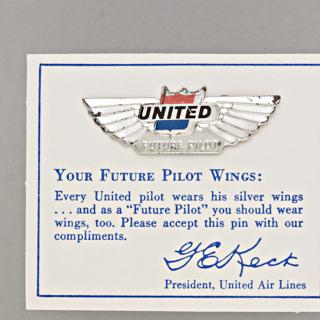 UNITED
FUTURE PILOT
YOUR FUTURE PILOT WINGS:
Every United pilot wears his silver wings
. . . and as a "Future Pilot" you should wear
wings, too. Please accept this pin with our
compliments.
G E Keck
President, United Air Lines